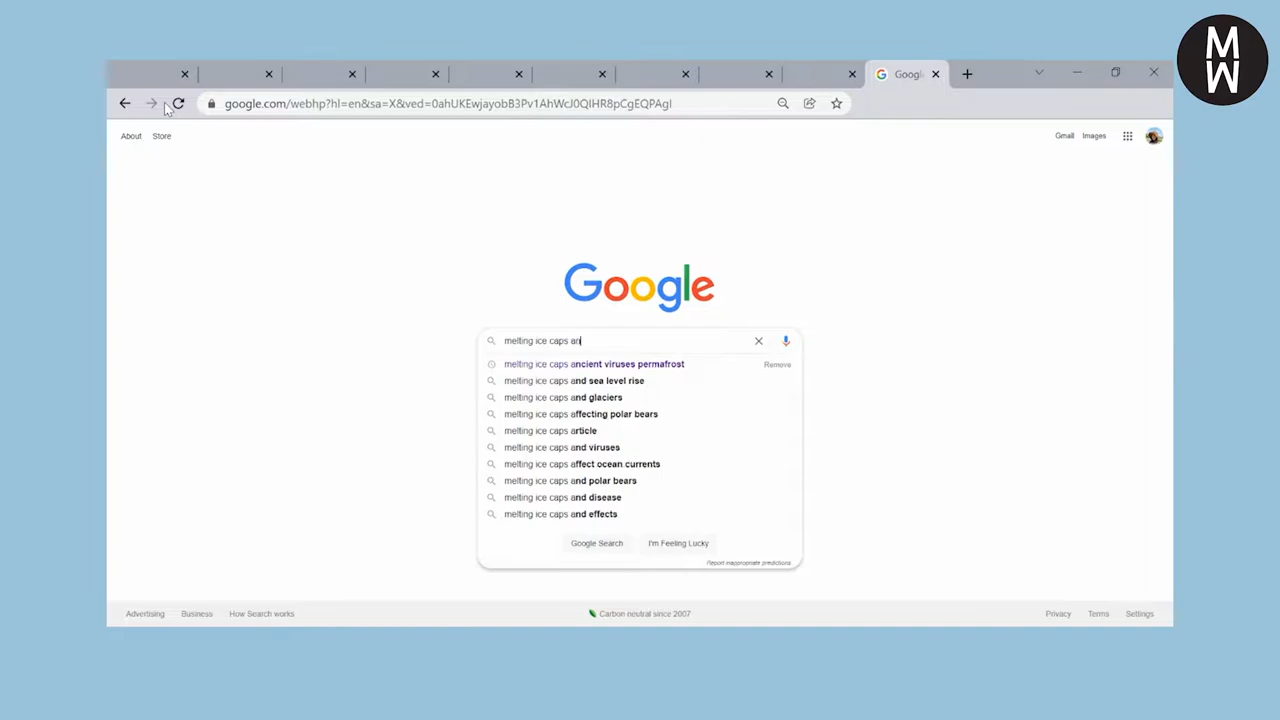 M
W
Googl
google.com/webhp?hl=en&sa=X&ved=0ahUKEwjayobB3Pv1AhWcJ0QIHR8pCgEQPAgI
About Store
Gmail Images
Google
melting ice caps an
melting ice caps ancient viruses permafrost Remove
melting ice caps and sea level rise
melting ice caps and glaciers
melting ice caps affecting polar bears
melting ice caps article
melting ice caps and viruses
melting ice caps affect ocean currents
melting ice caps and polar bears
melting ice caps and disease
melting ice caps and effects
Google Search I'm Feeling Lucky
Report inappropriate predictions
Advertising Business How Search works Carbon neutral since 2007 Privacy Terms Settings